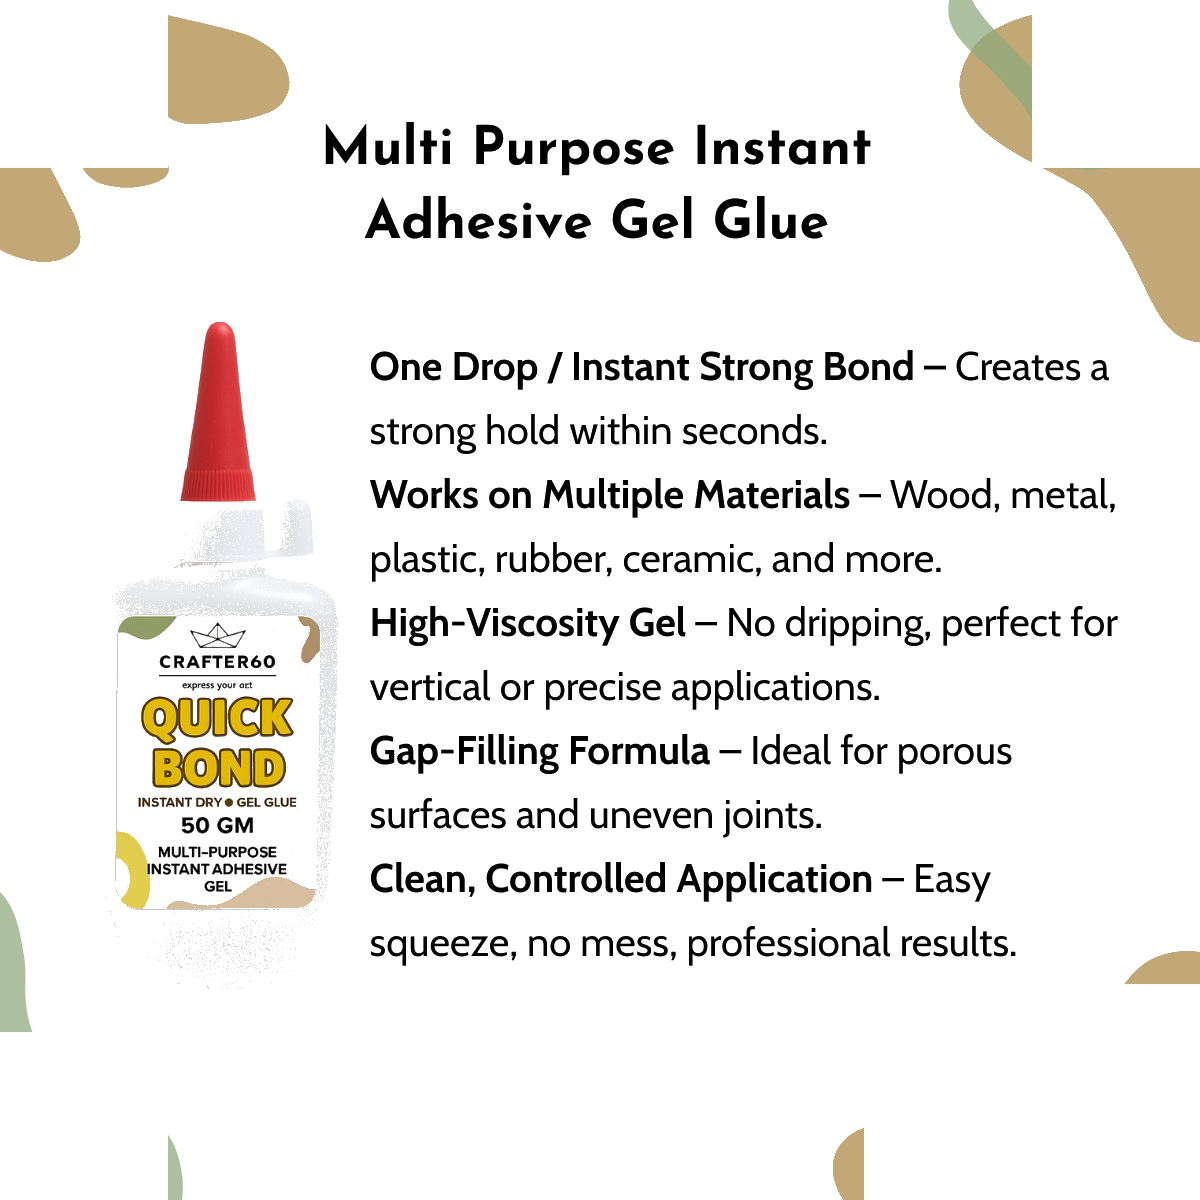 Multi Purpose Instant
Adhesive Gel Glue
One Drop / Instant Strong Bond – Creates a
strong hold within seconds.
Works on Multiple Materials – Wood, metal,
plastic, rubber, ceramic, and more.
High-Viscosity Gel – No dripping, perfect for
vertical or precise applications.
Gap-Filling Formula – Ideal for porous
surfaces and uneven joints.
Clean, Controlled Application – Easy
squeeze, no mess, professional results.
CRAFTER60
express your art
QUICK
BOND
INSTANT DRY ● GEL GLUE
50 GM
MULTI-PURPOSE
INSTANT ADHESIVE
GEL